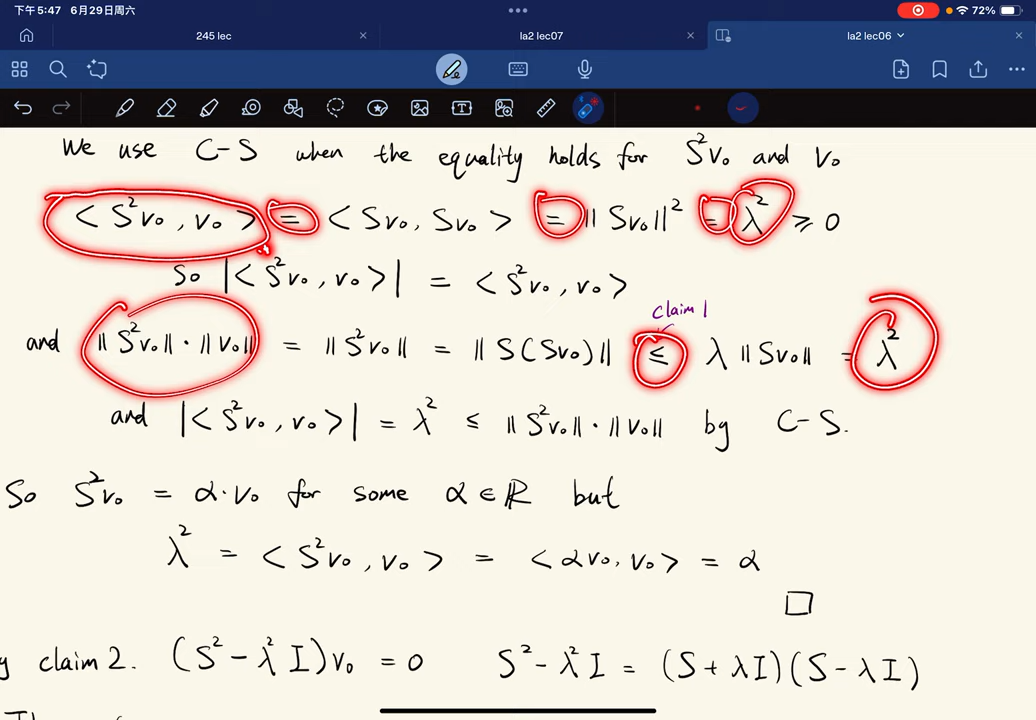 下午5:47 6月29日周六
72%
245 lec
la2 lec07
la2 lec06
We use C-S when the equality holds for S²v₀ and v₀
< S²v₀ , v₀ > = < Sv₀ , Sv₀ > = || Sv₀||² = λ² ≥ 0
So |< S²v₀ , v₀ >| = < S²v₀ , v₀ >
claim 1
and || S²v₀|| · || v₀|| = || S²v₀ || = || S(Sv₀) || ≤ λ || Sv₀ || = λ²
and |< S²v₀ , v₀ >| = λ² ≤ || S²v₀ || · || v₀ || by C-S.
So S²v₀ = α·v₀ for some α ∈ ℝ but
λ² = < S²v₀ , v₀ > = < αv₀ , v₀ > = α
□
y claim 2. (S² - λ² I) v₀ = 0 S² - λ² I = (S + λI)(S - λI)